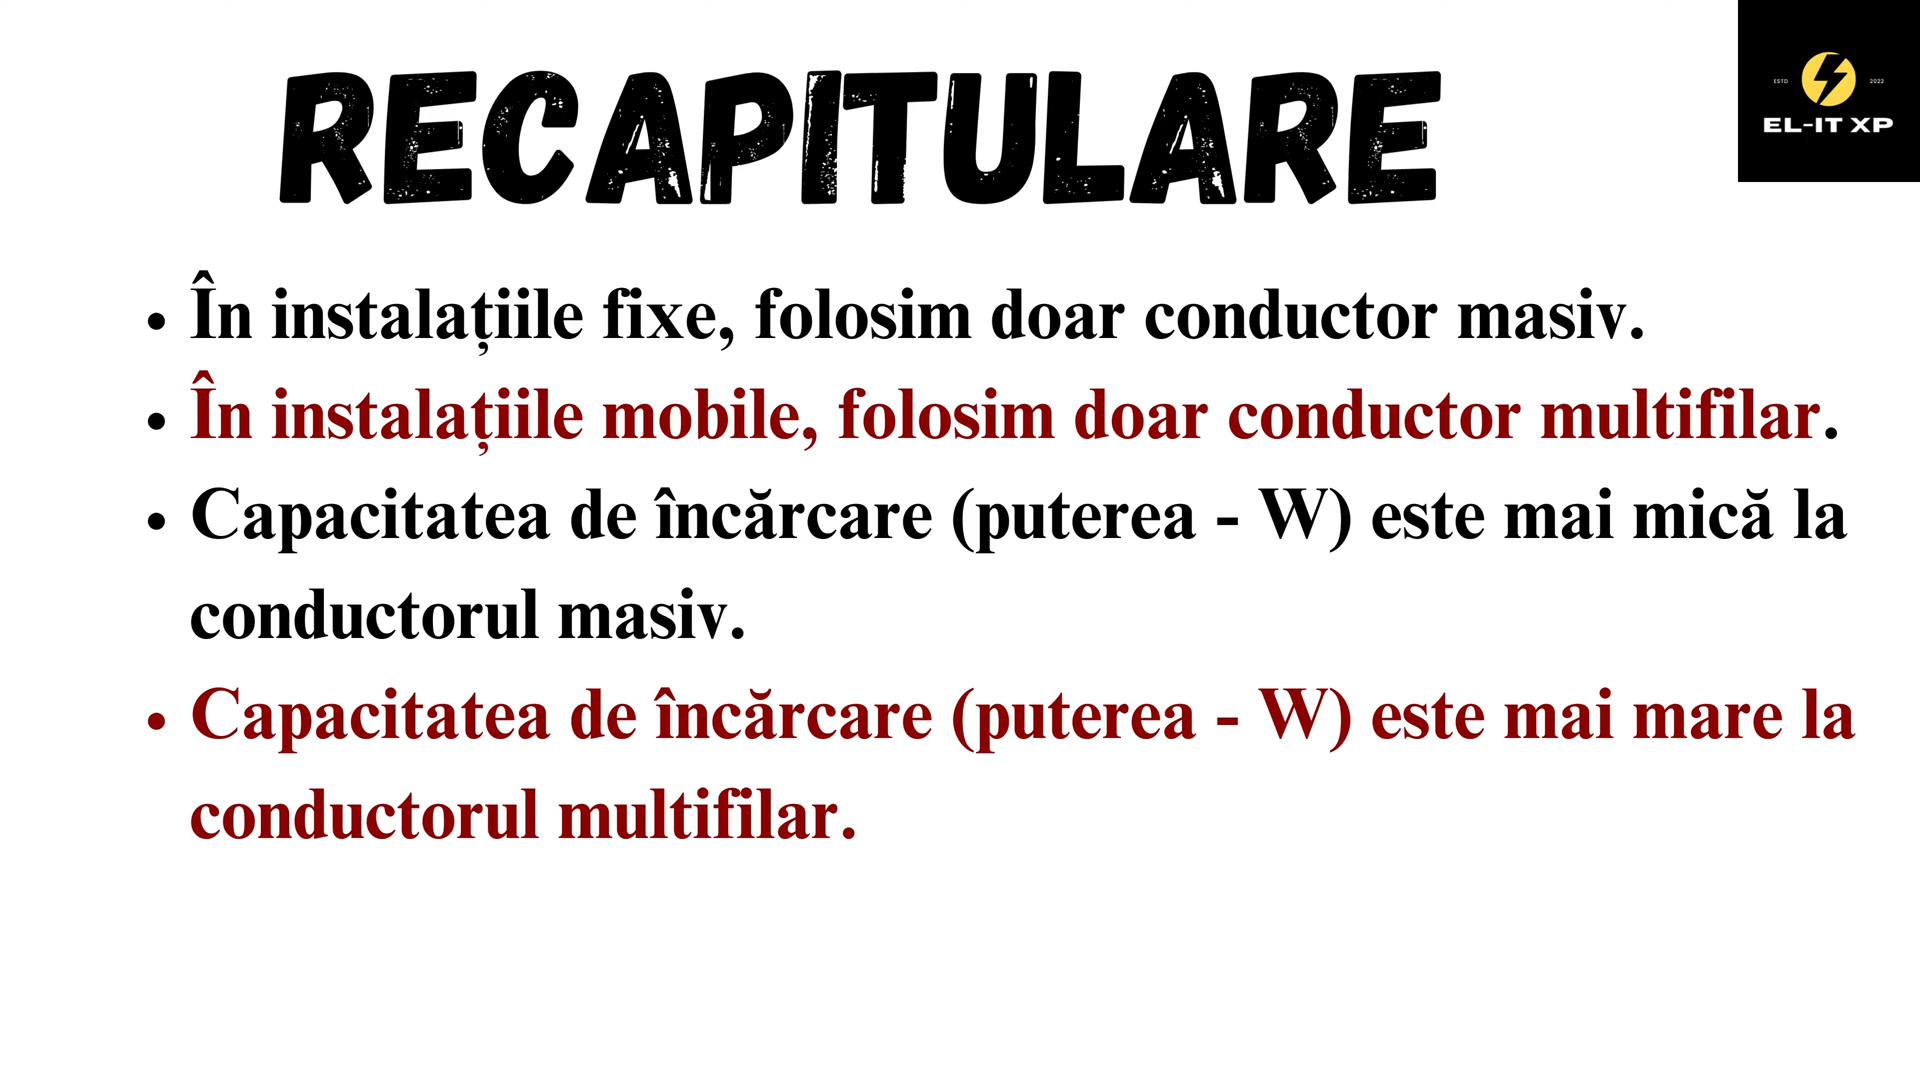 RECAPITULARE
ESTD 2022
EL-IT XP
• În instalațiile fixe, folosim doar conductor masiv.
• În instalațiile mobile, folosim doar conductor multifilar.
• Capacitatea de încărcare (puterea - W) este mai mică la
conductorul masiv.
• Capacitatea de încărcare (puterea - W) este mai mare la
conductorul multifilar.